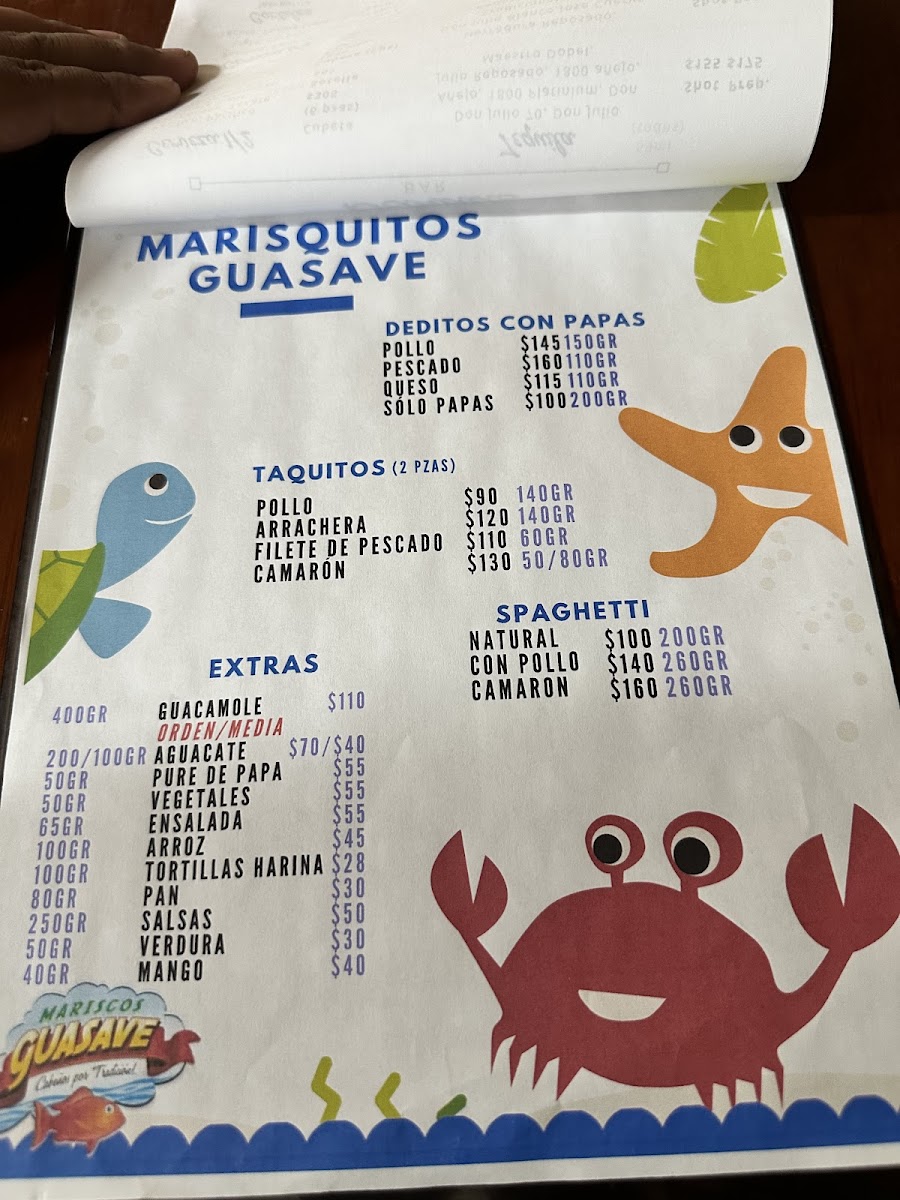 MARISQUITOS
GUASAVE
DEDITOS CON PAPAS
POLLO $145 150GR
PESCADO $160 110GR
QUESO $115 110GR
SÓLO PAPAS $100 200GR
TAQUITOS (2 PZAS)
POLLO $90 140GR
ARRACHERA $120 140GR
FILETE DE PESCADO $110 60GR
CAMARÓN $130 50/80GR
SPAGHETTI
NATURAL $100 200GR
CON POLLO $140 260GR
CAMARON $160 260GR
EXTRAS
400GR GUACAMOLE $110
ORDEN/MEDIA
200/100GR AGUACATE $70/$40
50GR PURE DE PAPA $55
50GR VEGETALES $55
65GR ENSALADA $55
100GR ARROZ $45
100GR TORTILLAS HARINA $28
80GR PAN $30
250GR SALSAS $50
50GR VERDURA $30
40GR MANGO $40
MARISCOS
GUASAVE